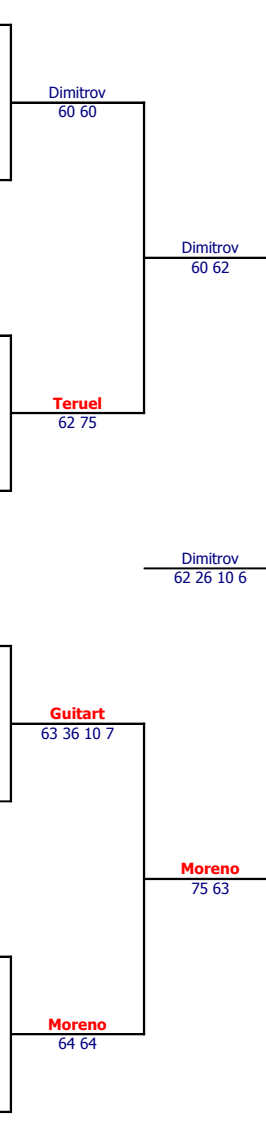 Dimitrov
60 60
Dimitrov
60 62
Teruel
62 75
Dimitrov
62 26 10 6
Guitart
63 36 10 7
Moreno
75 63
Moreno
64 64